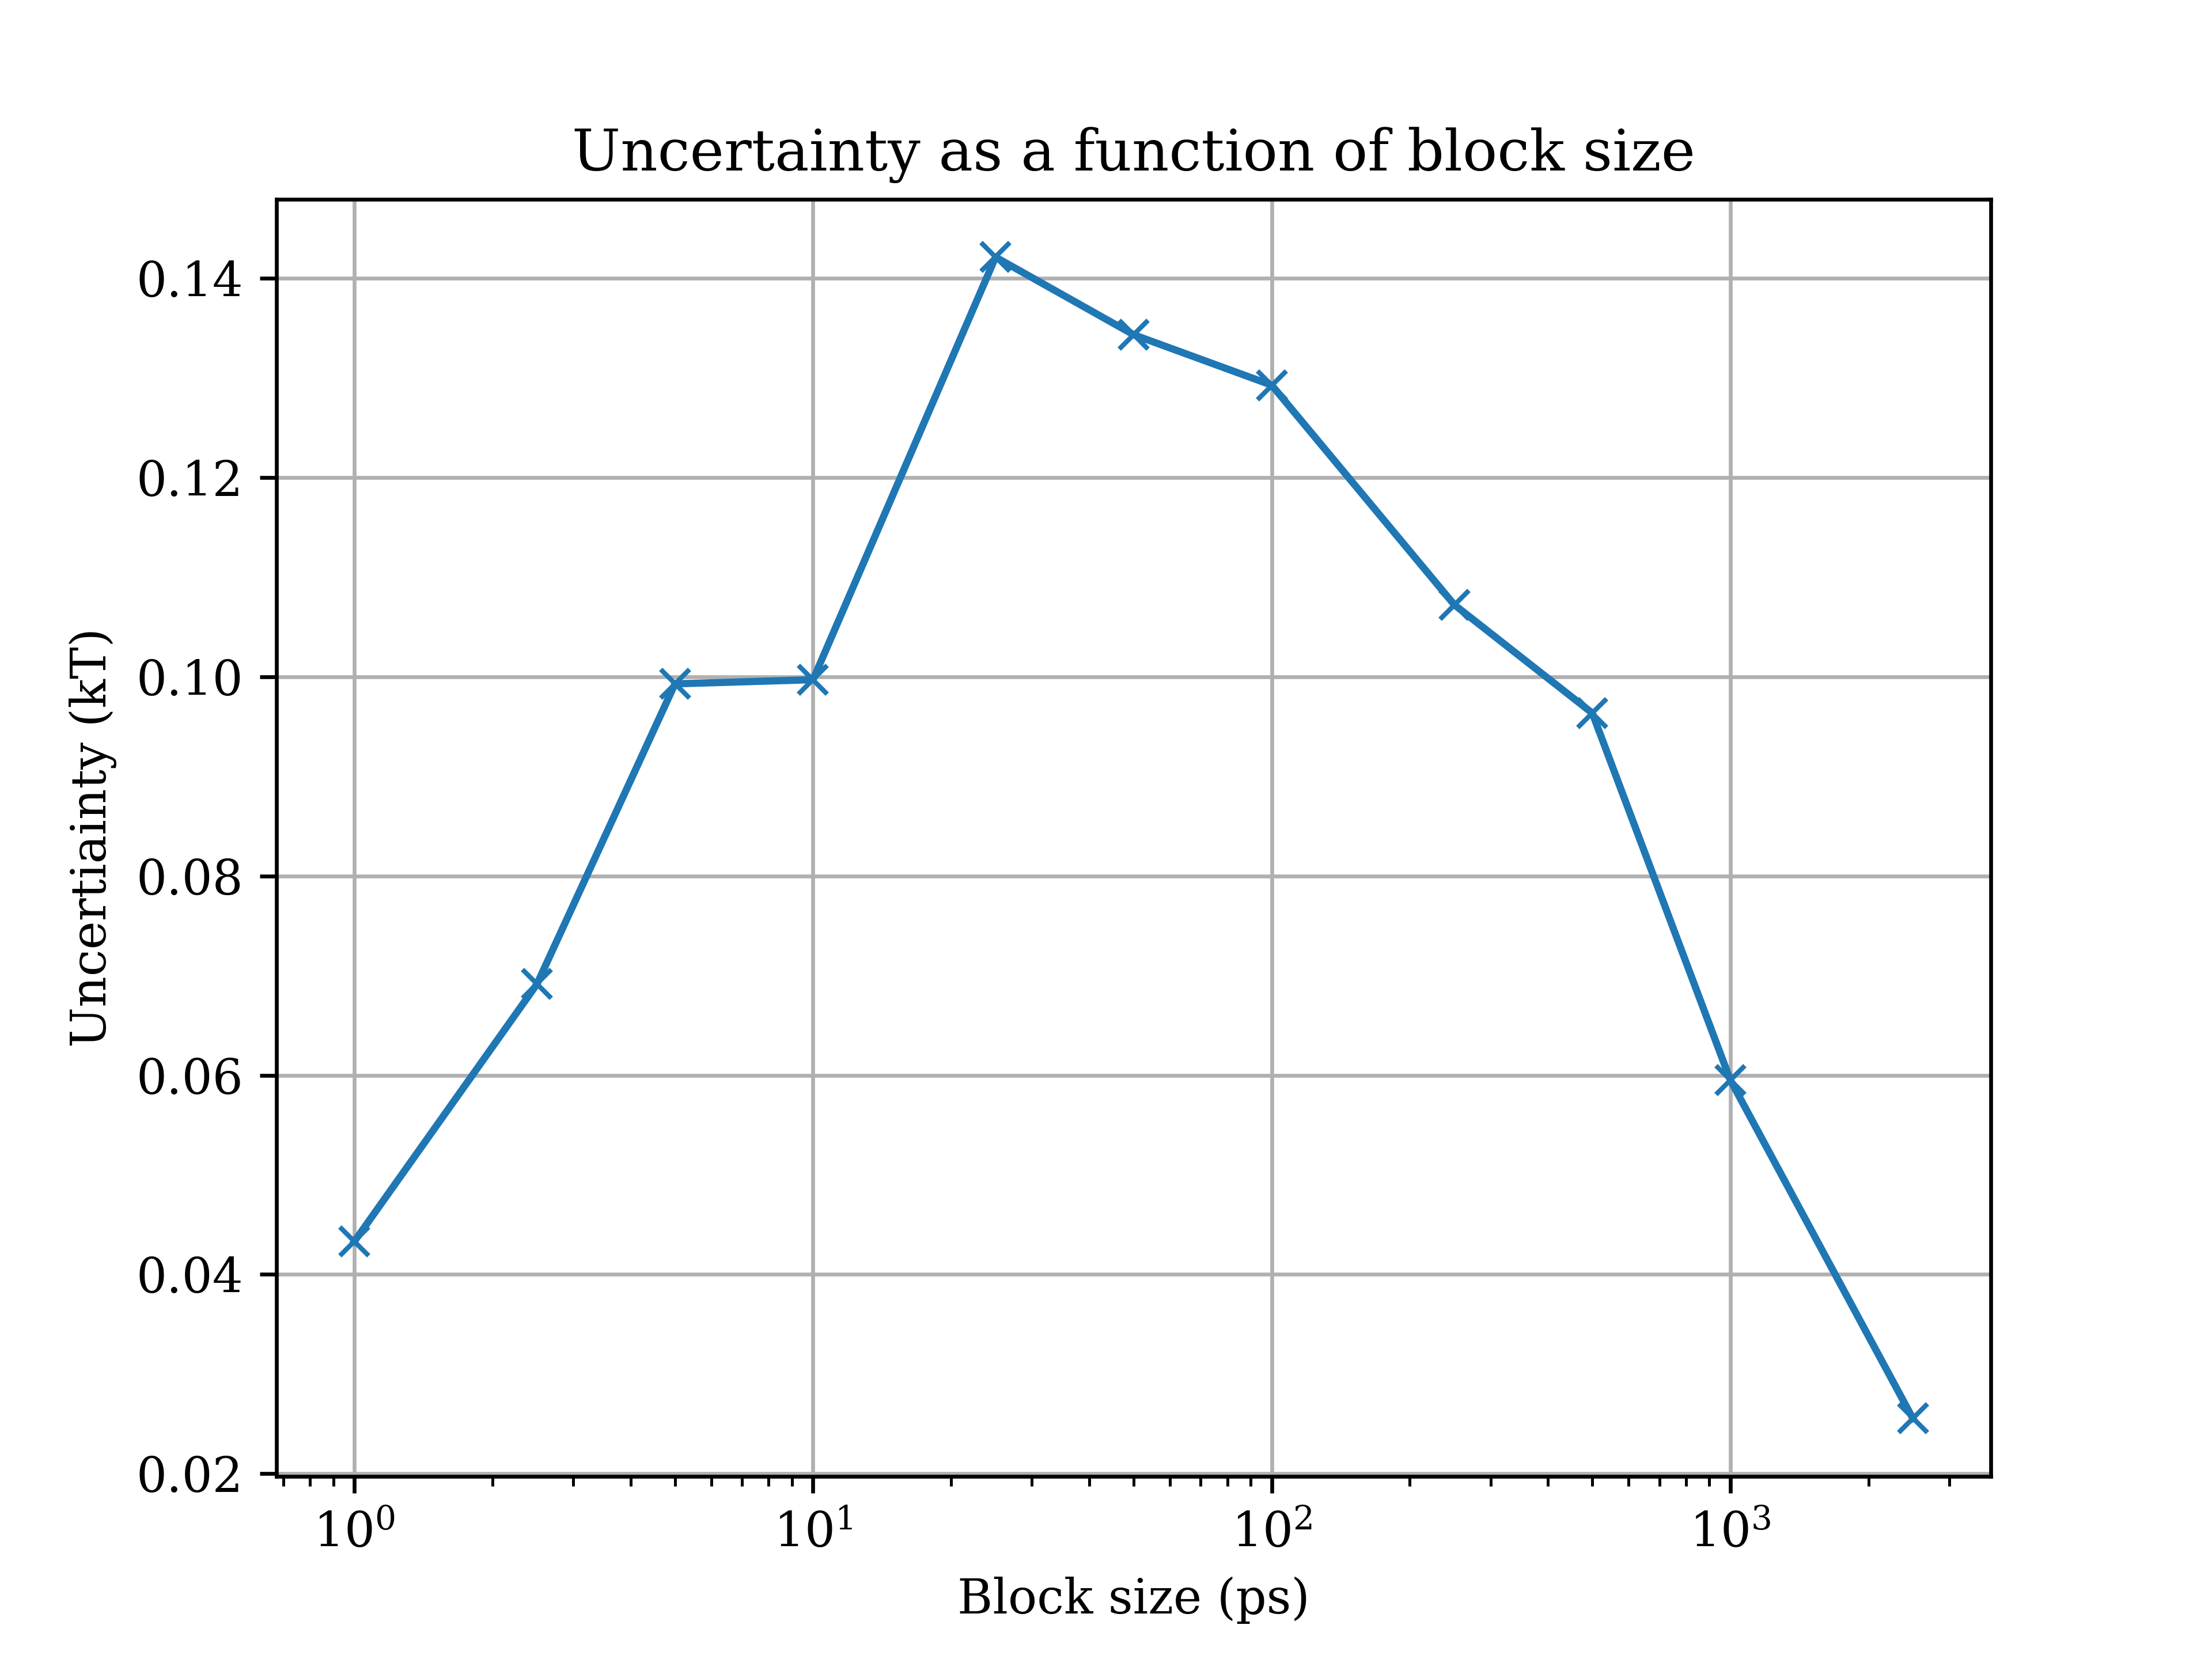 Uncertainty as a function of block size
0.14
0.12
0.10
0.08
0.06
0.04
0.02
Uncertiainty (kT)
10⁰ 10¹ 10² 10³
Block size (ps)